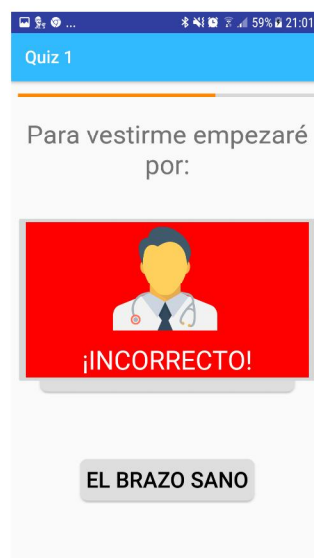 ... 59% 21:01
Quiz 1
Para vestirme empezaré
por:
¡INCORRECTO!
EL BRAZO SANO